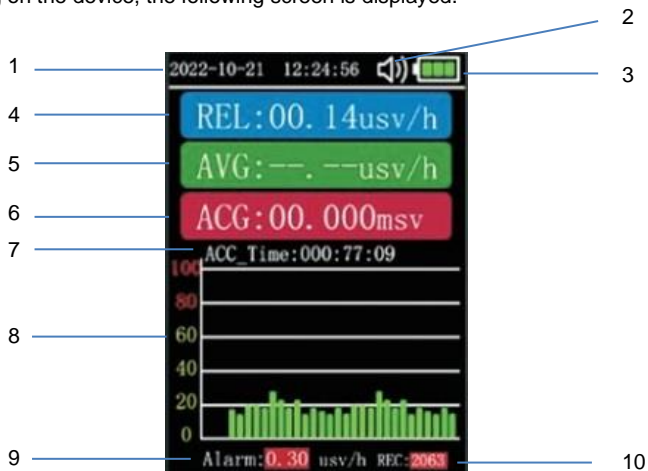 on the device, the following screen is displayed.
2
1
2022-10-21 12:24:56
3
4
REL:00.14usv/h
5
AVG:--.--usv/h
6
ACG:00.000msv
7
ACC_Time:000:77:09
100
80
8
60
40
20
0
9
Alarm:0.30 usv/h REC:2063
10